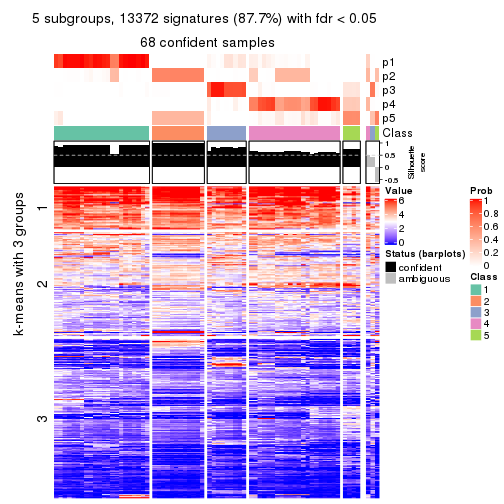 5 subgroups, 13372 signatures (87.7%) with fdr < 0.05
68 confident samples
p1
p2
p3
p4
p5
Class
1
0.5
0
-0.5
Silhouette
score
k-means with 3 groups
1
2
3
Value
6
4
2
0
Status (barplots)
confident
ambiguous
Prob
1
0.8
0.6
0.4
0.2
0
Class
1
2
3
4
5